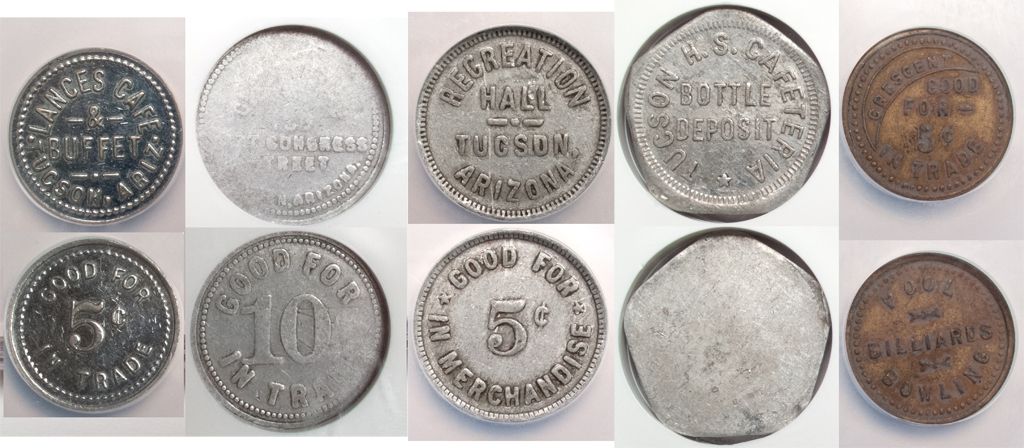 LANCES CAFE
- & -
BUFFET
TUCSON, ARIZ.
CONGRESS
N, ARIZONA.
RECREATION
HALL
TUCSON,
ARIZONA
TUCSON H. S. CAFETERIA
BOTTLE
DEPOSIT
CRESCENT
GOOD
FOR
5¢
IN TRADE
GOOD FOR
5¢
IN TRADE
GOOD FOR
10
IN TRA
GOOD FOR
5¢
IN MERCHANDISE
POOL
BILLIARDS
BOWLING